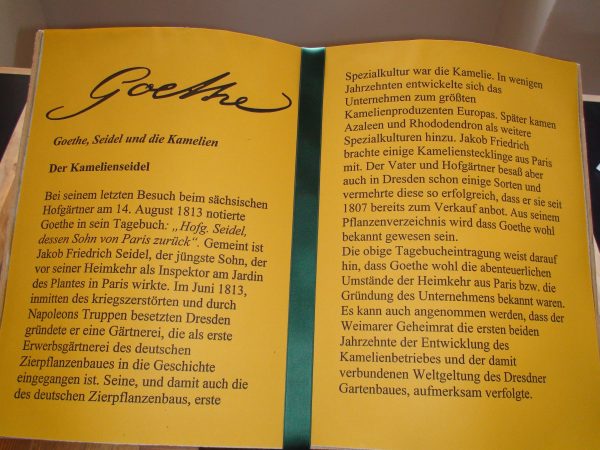 Goethe
Goethe, Seidel und die Kamelien
Der Kamelienseidel
Bei seinem letzten Besuch beim sächsischen
Hofgärtner am 14. August 1813 notierte
Goethe in sein Tagebuch: „Hofg. Seidel,
dessen Sohn von Paris zurück“. Gemeint ist
Jakob Friedrich Seidel, der jüngste Sohn, der
vor seiner Heimkehr als Inspektor am Jardin
des Plantes in Paris wirkte. Im Juni 1813,
inmitten des kriegszerstörten und durch
Napoleons Truppen besetzten Dresden
gründete er eine Gärtnerei, die als erste
Erwerbsgärtnerei des deutschen
Zierpflanzenbaues in die Geschichte
eingegangen ist. Seine, und damit auch die
des deutschen Zierpflanzenbaus, erste
Spezialkultur war die Kamelie. In wenigen
Jahrzehnten entwickelte sich das
Unternehmen zum größten
Kamelienproduzenten Europas. Später kamen
Azaleen und Rhododendron als weitere
Spezialkulturen hinzu. Jakob Friedrich
brachte einige Kamelienstecklinge aus Paris
mit. Der Vater und Hofgärtner besaß aber
auch in Dresden schon einige Sorten und
vermehrte diese so erfolgreich, dass er sie seit
1807 bereits zum Verkauf anbot. Aus seinem
Pflanzenverzeichnis wird dass Goethe wohl
bekannt gewesen sein.
Die obige Tagebucheintragung weist darauf
hin, dass Goethe wohl die abenteuerlichen
Umstände der Heimkehr aus Paris bzw. die
Gründung des Unternehmens bekannt waren.
Es kann auch angenommen werden, dass der
Weimarer Geheimrat die ersten beiden
Jahrzehnte der Entwicklung des
Kamelienbetriebes und der damit
verbundenen Weltgeltung des Dresdner
Gartenbaues, aufmerksam verfolgte.